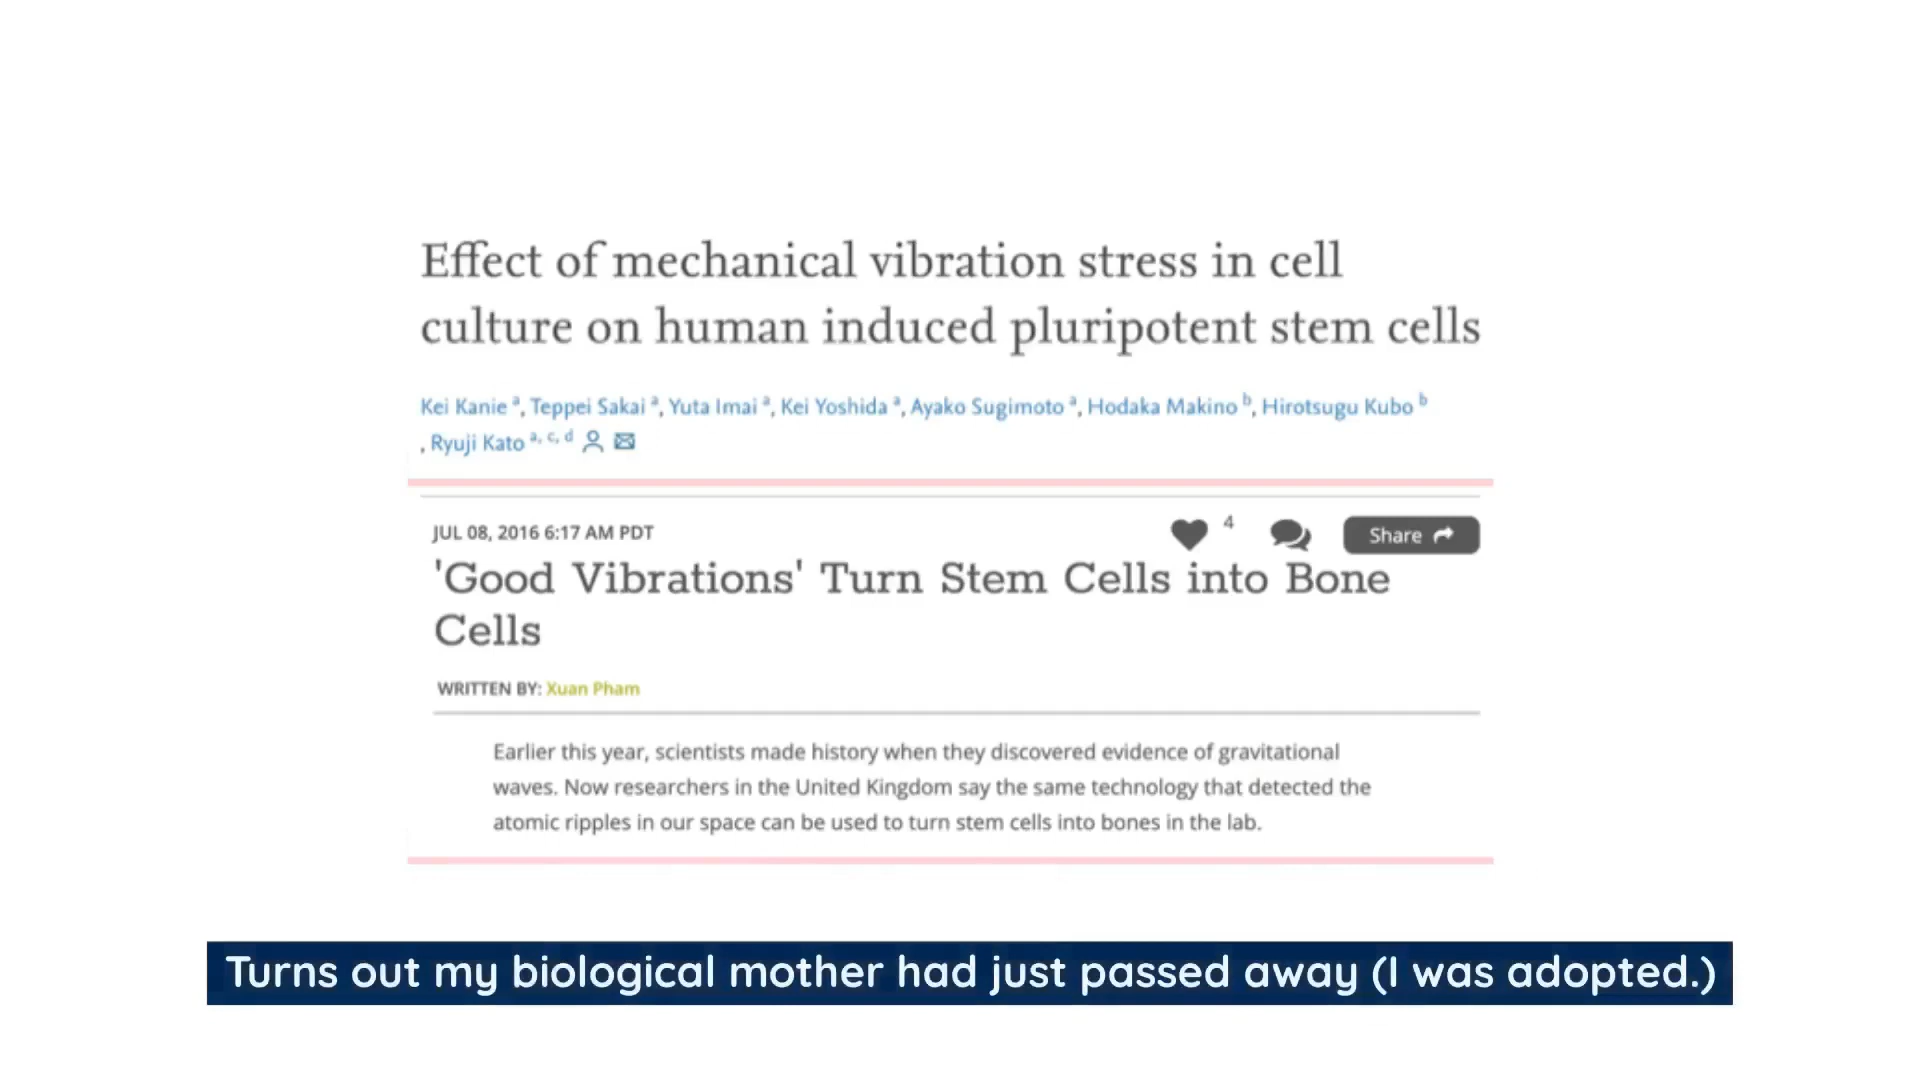 Effect of mechanical vibration stress in cell
culture on human induced pluripotent stem cells
Kei Kanie a, Teppei Sakai a, Yuta Imai a, Kei Yoshida a, Ayako Sugimoto a, Hodaka Makino b, Hirotsugu Kubo b
, Ryuji Kato a, c, d
JUL 08, 2016 6:17 AM PDT
4
Share
'Good Vibrations' Turn Stem Cells into Bone
Cells
WRITTEN BY: Xuan Pham
Earlier this year, scientists made history when they discovered evidence of gravitational
waves. Now researchers in the United Kingdom say the same technology that detected the
atomic ripples in our space can be used to turn stem cells into bones in the lab.
Turns out my biological mother had just passed away (I was adopted.)